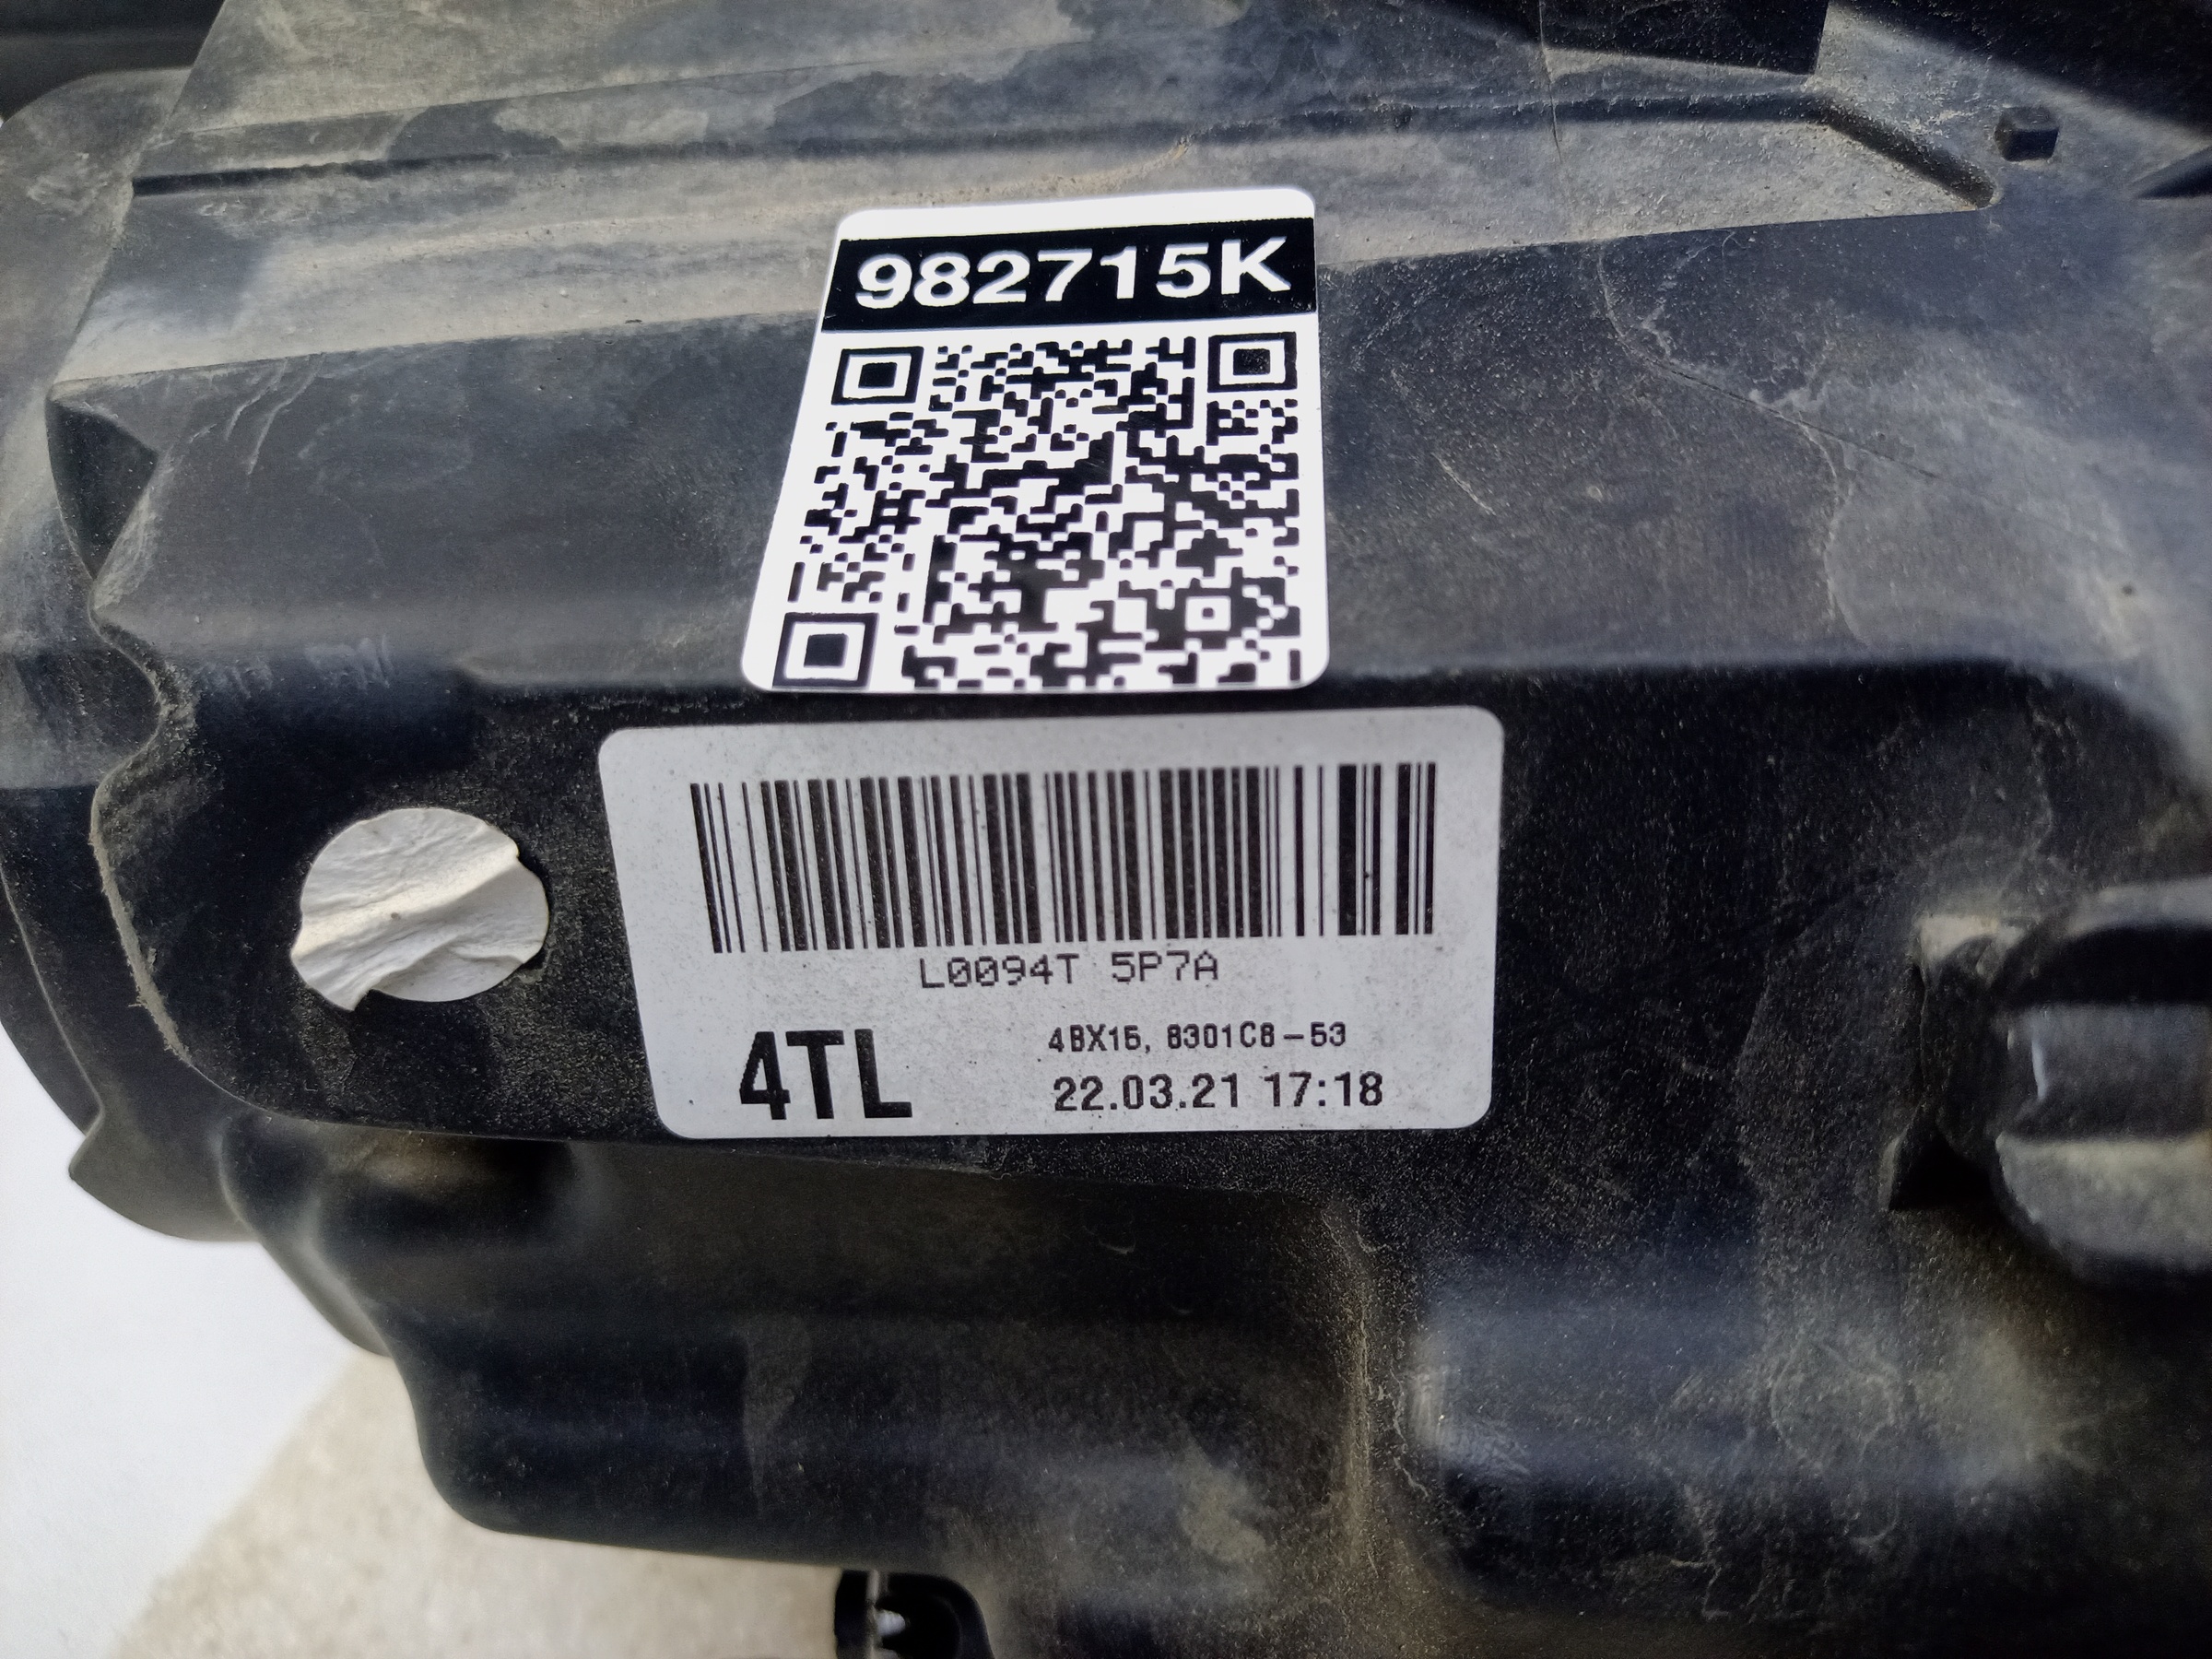 982715K
L0094T 5P7A
4TL
4BX15, 8301C8-53
22.03.21 17:18